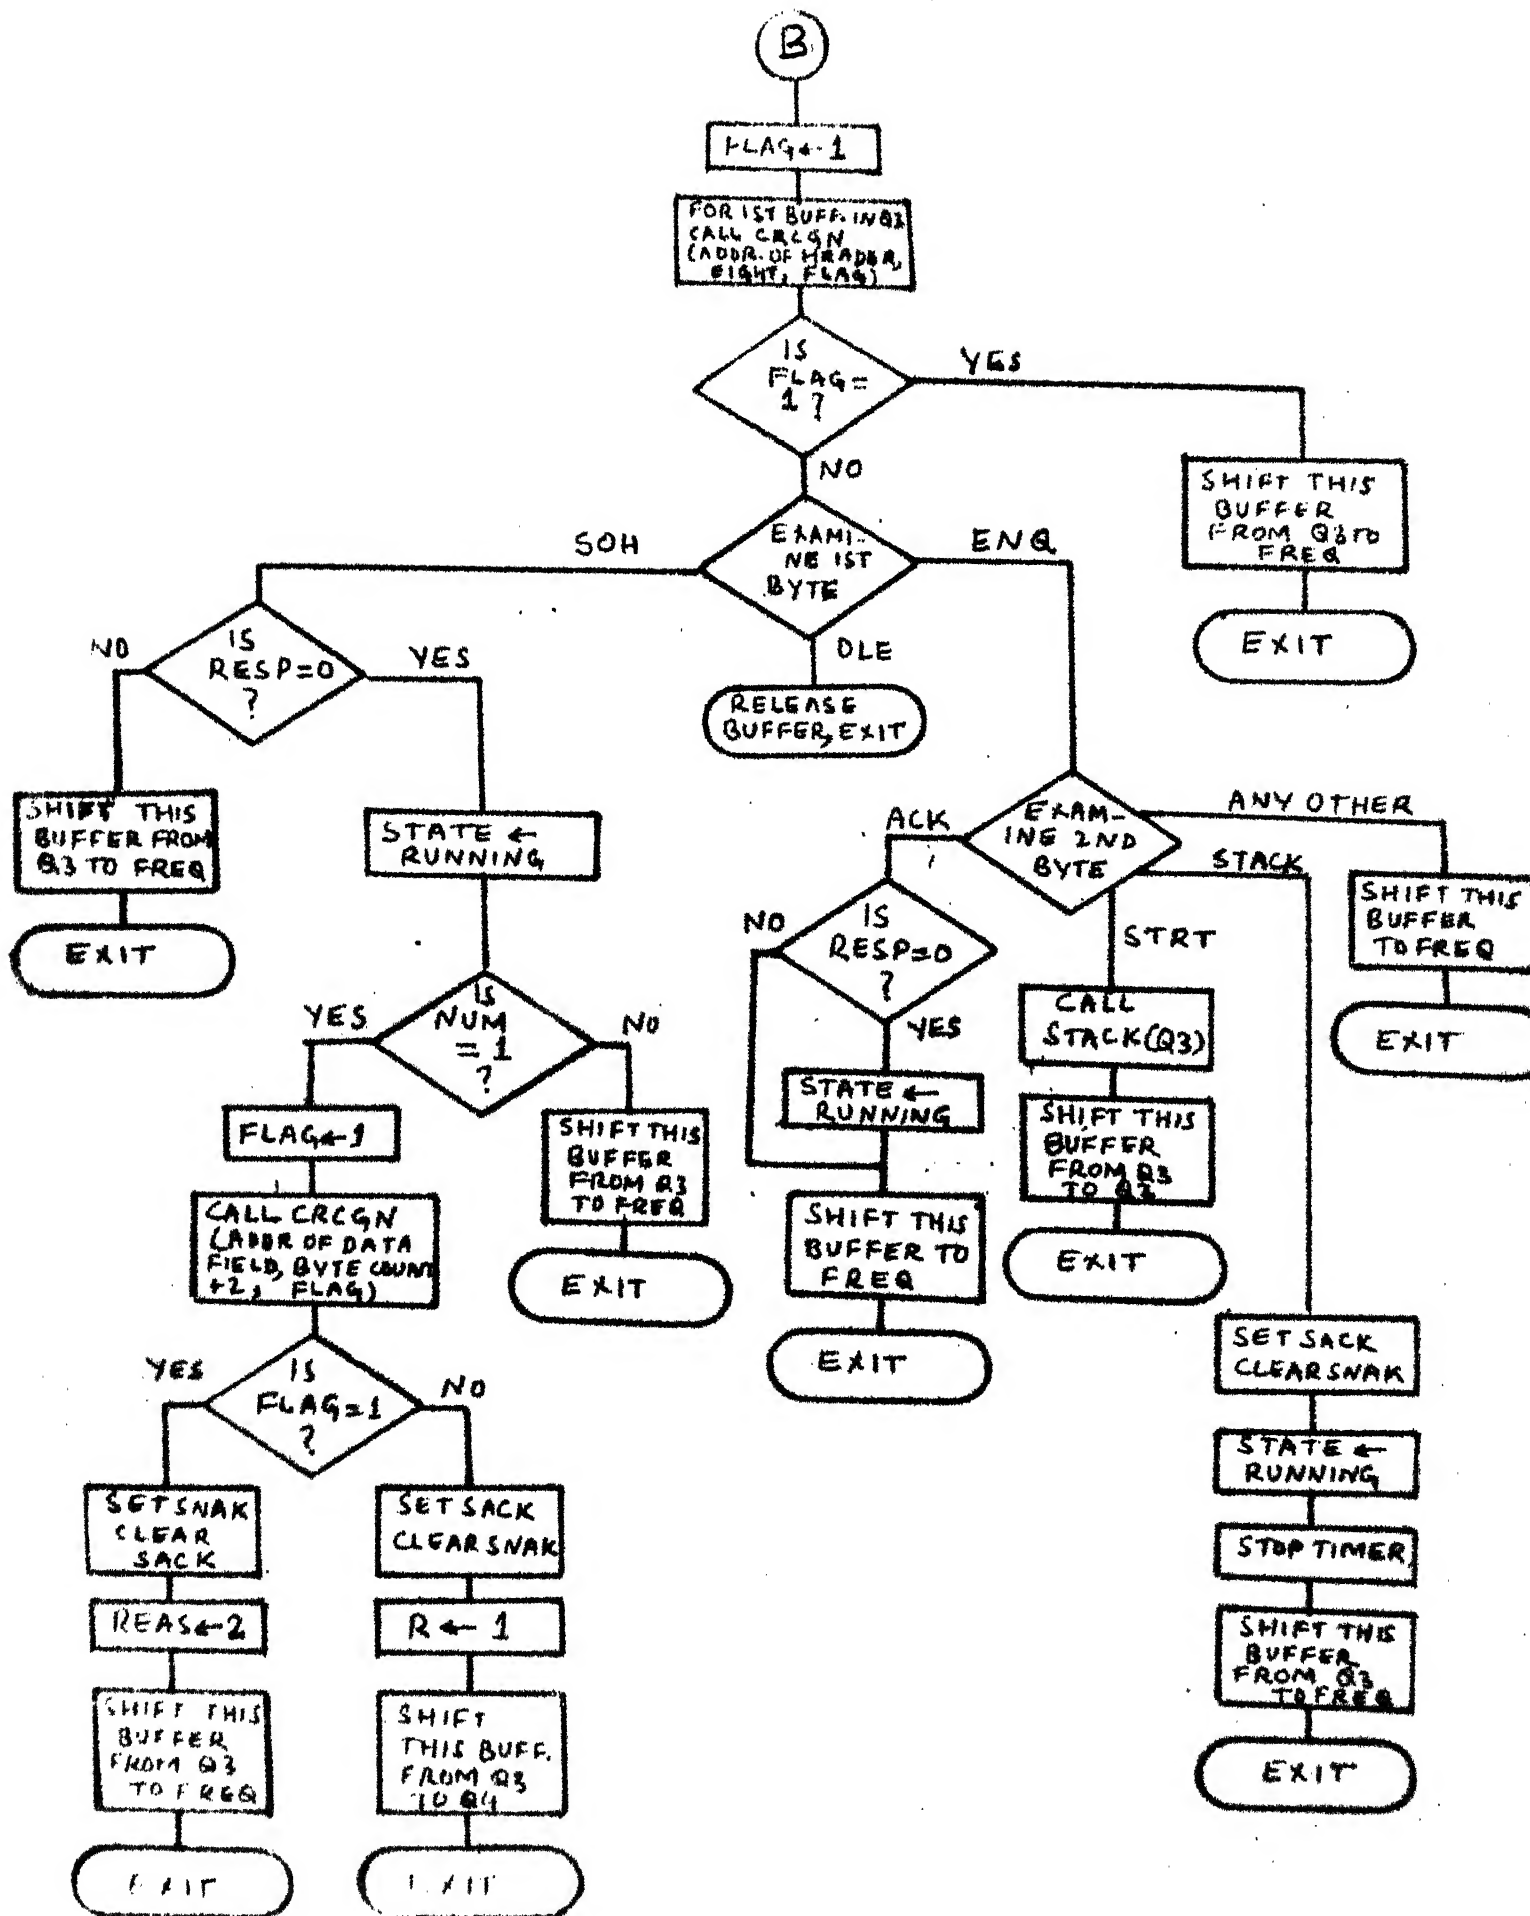 B
FLAG ← 1
FOR 1ST BUFF. IN Q3
CALL CRCGN
(ADDR. OF HEADER,
EIGHT, FLAG)
IS
FLAG =
1 ?
YES
NO
SHIFT THIS
BUFFER
FROM Q3 TO
FREQ
EXIT
EXAMI-
NE 1ST
BYTE
SOH
ENQ
DLE
RELEASE
BUFFER, EXIT
IS
RESP=0
?
NO
YES
SHIFT THIS
BUFFER FROM
Q3 TO FREQ
EXIT
STATE ←
RUNNING
IS
NUM
= 1
?
YES
NO
FLAG ← 1
SHIFT THIS
BUFFER
FROM Q3
TO FREQ
EXIT
CALL CRCGN
(ADDR OF DATA
FIELD, BYTE COUNT
+2, FLAG)
IS
FLAG=1
?
YES
NO
SET SNAK
CLEAR
SACK
REAS ← 2
SHIFT THIS
BUFFER
FROM Q3
TO FREQ
EXIT
SET SACK
CLEAR SNAK
R ← 1
SHIFT
THIS BUFF.
FROM Q3
TO Q4
EXIT
EXAM-
INE 2ND
BYTE
ACK
STRT
STACK
ANY OTHER
IS
RESP=0
?
NO
YES
STATE ←
RUNNING
SHIFT THIS
BUFFER TO
FREQ
EXIT
CALL
STACK(Q3)
SHIFT THIS
BUFFER
FROM Q3
TO Q2
EXIT
SHIFT THIS
BUFFER
TO FREQ
EXIT
SET SACK
CLEAR SNAK
STATE ←
RUNNING
STOP TIMER
SHIFT THIS
BUFFER
FROM Q3
TO FREQ
EXIT